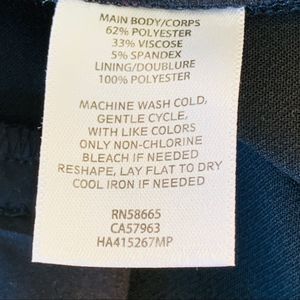 MAIN BODY/CORPS
62% POLYESTER
33% VISCOSE
5% SPANDEX
LINING/DOUBLURE
100% POLYESTER
MACHINE WASH COLD,
GENTLE CYCLE,
WITH LIKE COLORS
ONLY NON-CHLORINE
BLEACH IF NEEDED
RESHAPE, LAY FLAT TO DRY
COOL IRON IF NEEDED
RN58665
CA57963
HA415267MP